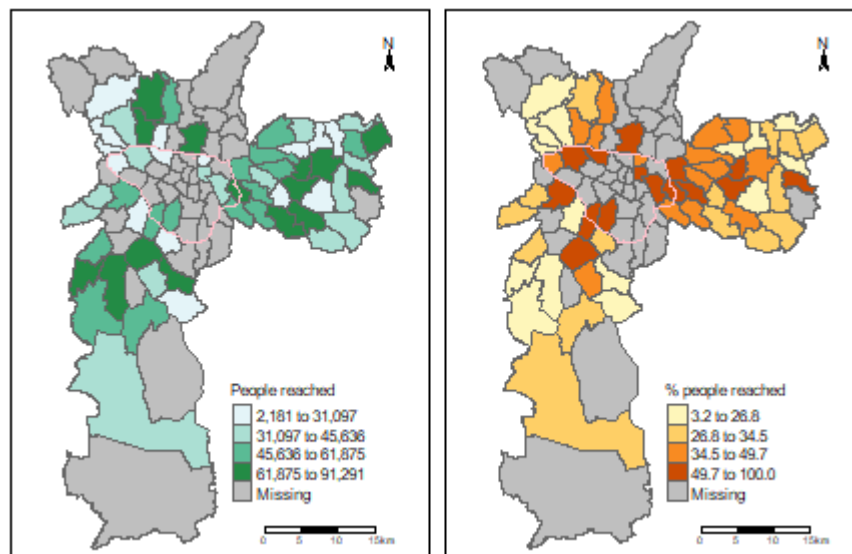 N
People reached
2,181 to 31,097
31,097 to 45,636
45,636 to 61,875
61,875 to 91,291
Missing
0 5 10 15km
N
% people reached
3.2 to 26.8
26.8 to 34.5
34.5 to 49.7
49.7 to 100.0
Missing
0 5 10 15km